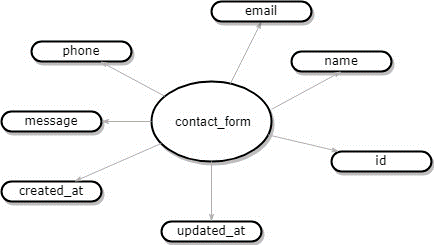 email
phone
name
message
contact_form
id
created_at
updated_at